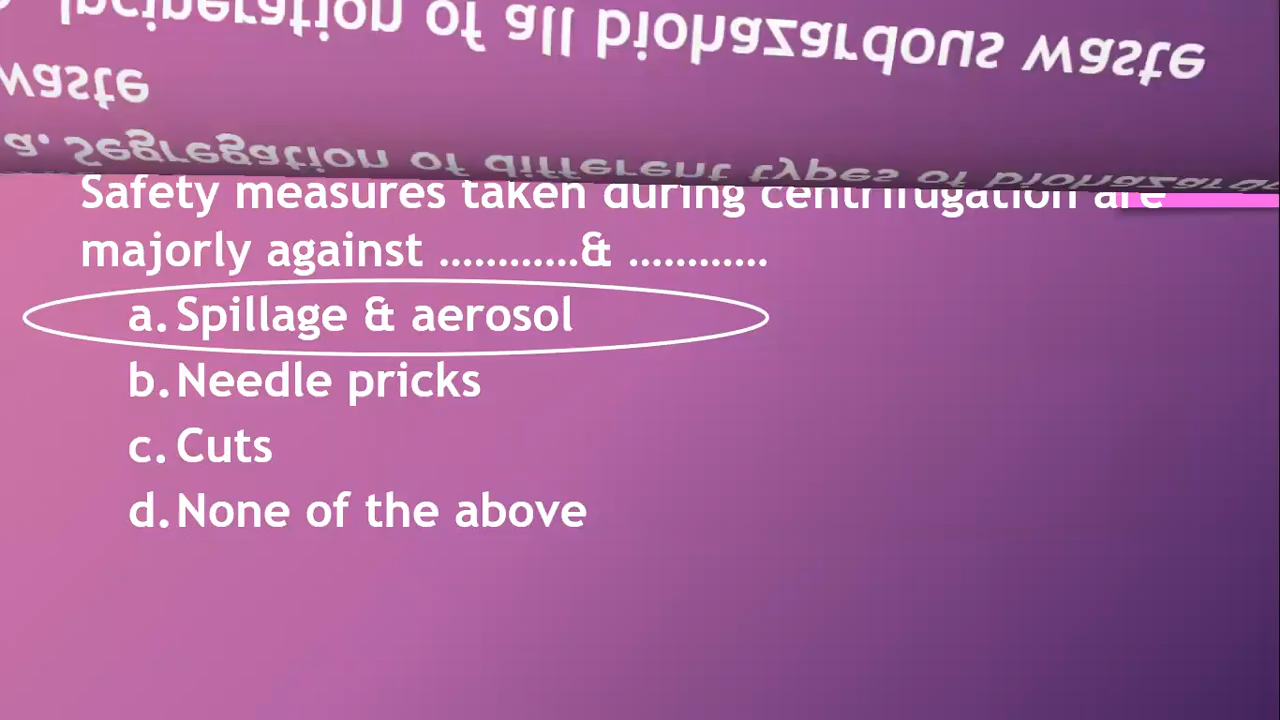 Incineration of all biohazardous waste
waste
a. Segregation of different types of
Safety measures taken during centrifugation are
majorly against ............& ............
a. Spillage & aerosol
b. Needle pricks
c. Cuts
d. None of the above